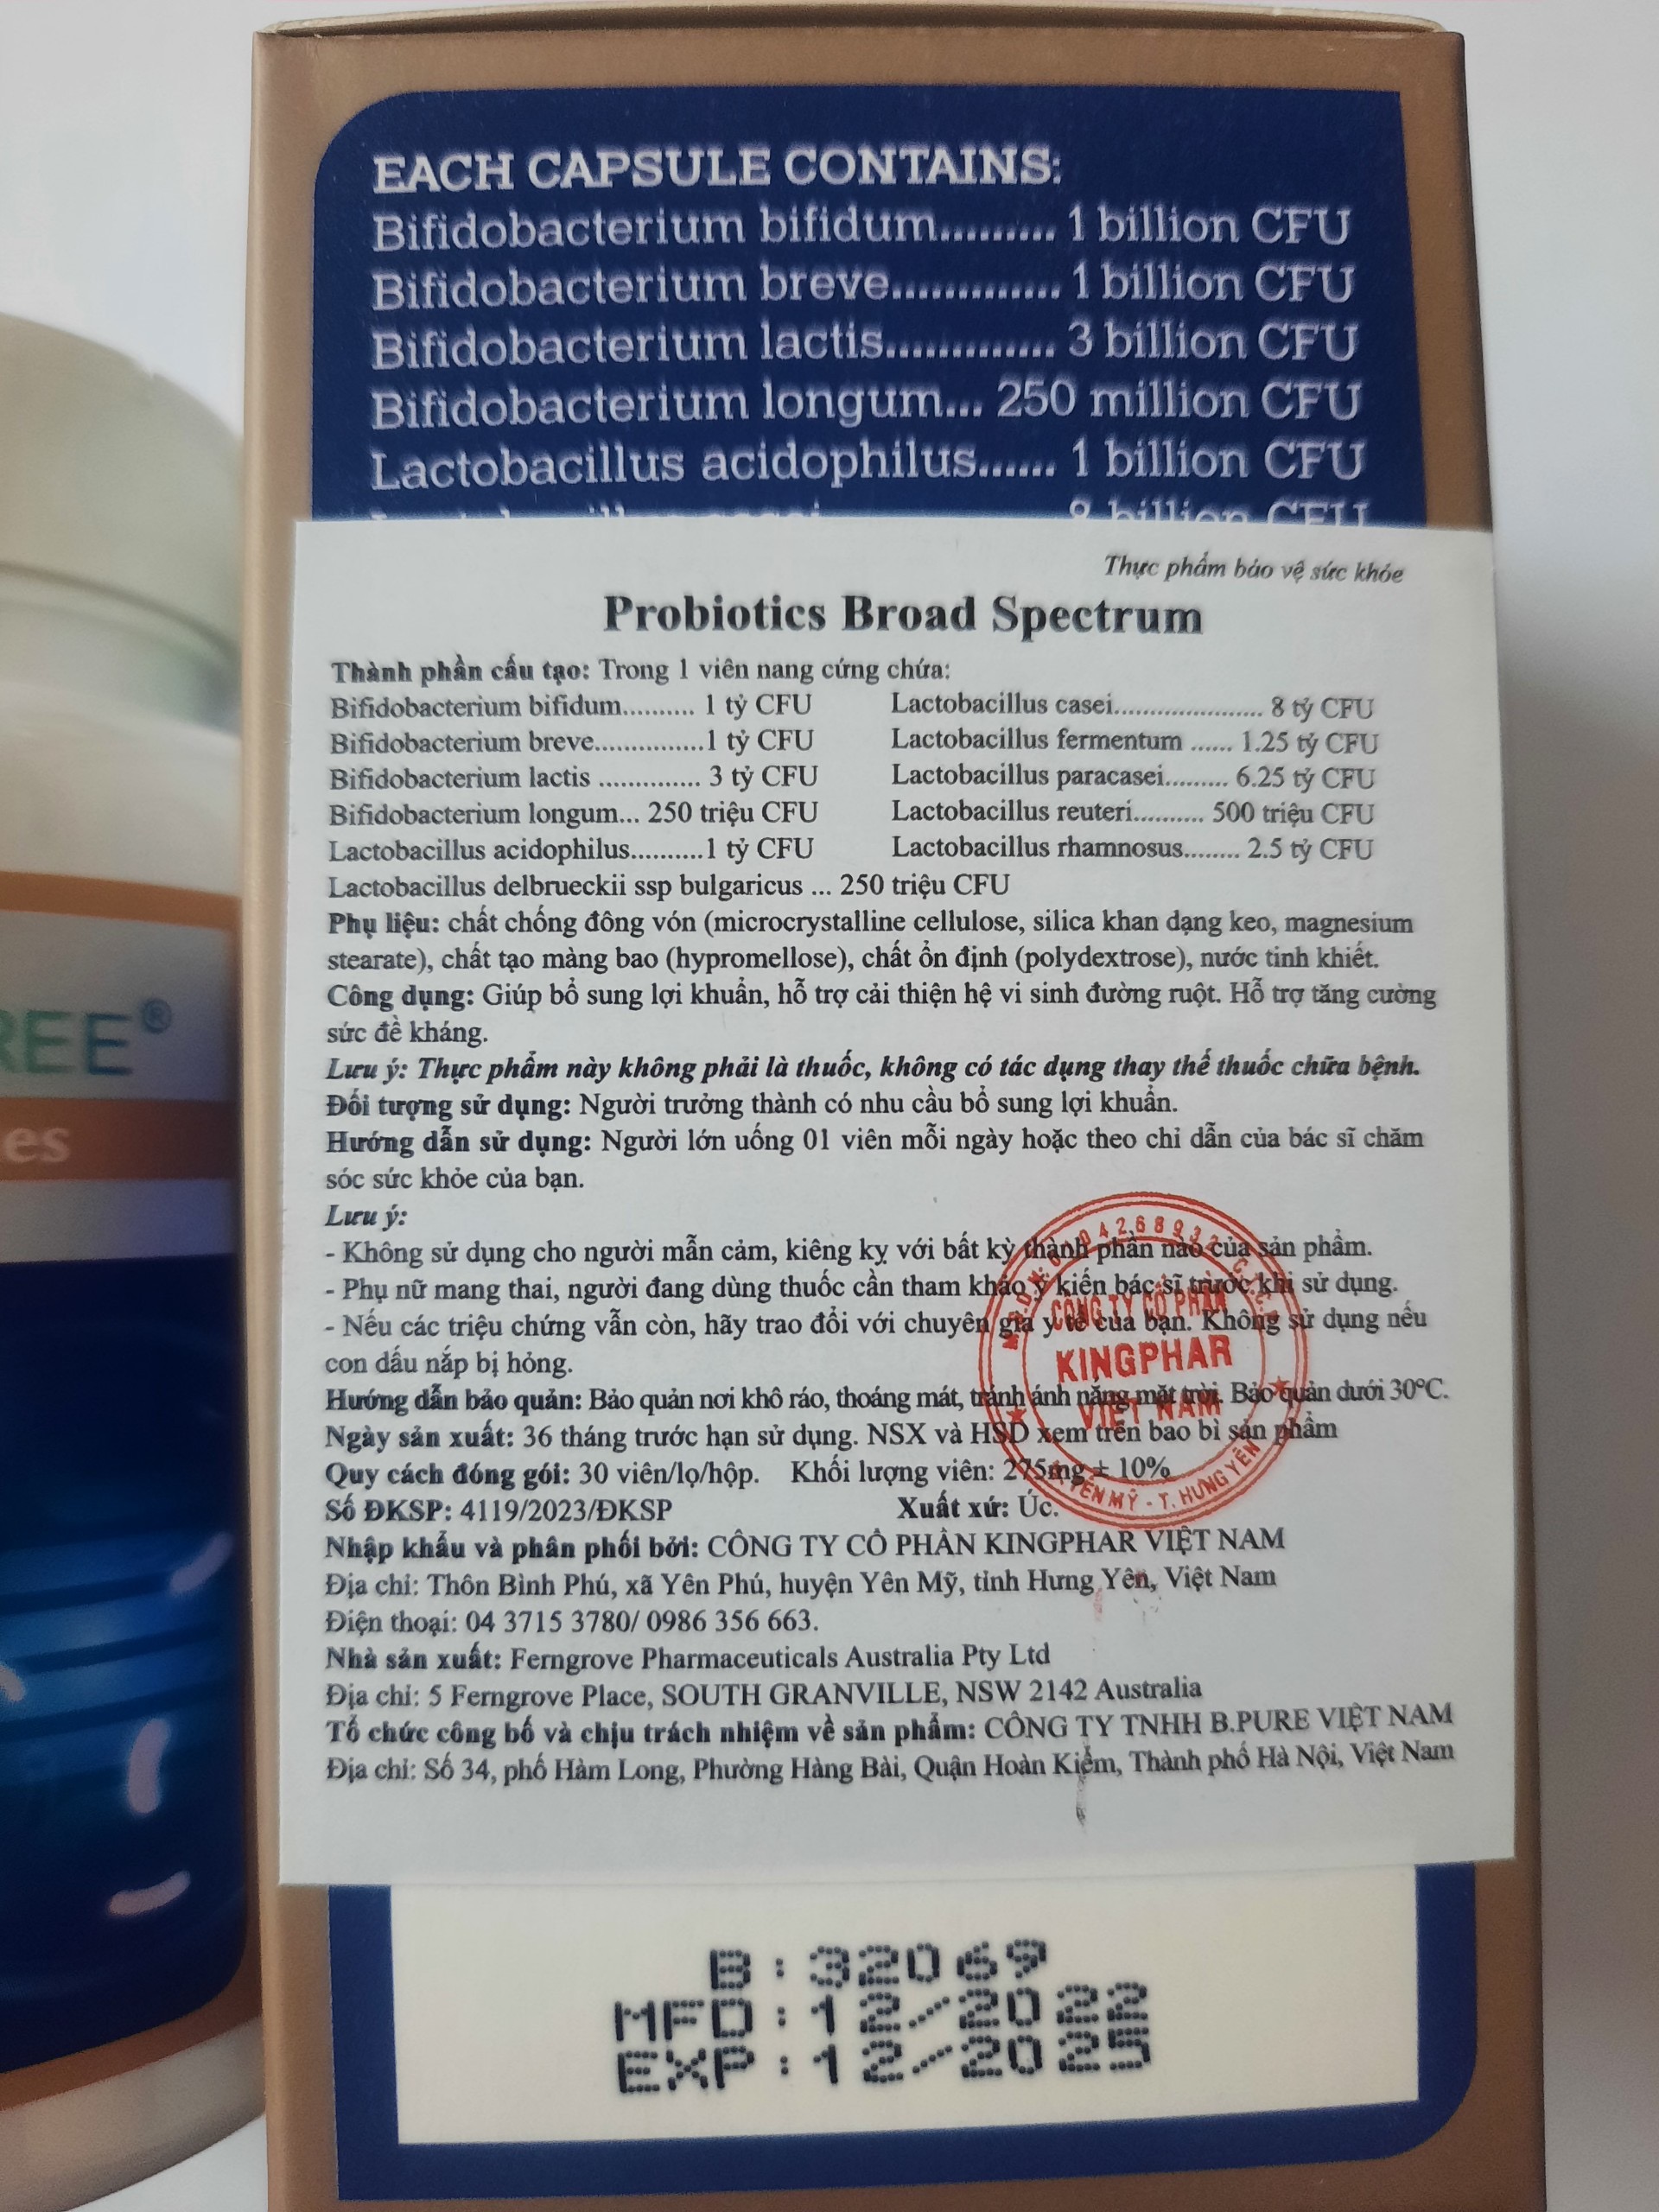 EACH CAPSULE CONTAINS:
Bifidobacterium bifidum......... 1 billion CFU
Bifidobacterium breve............. 1 billion CFU
Bifidobacterium lactis............. 3 billion CFU
Bifidobacterium longum... 250 million CFU
Lactobacillus acidophilus...... 1 billion CFU
8 billion CFU
Thực phẩm bảo vệ sức khỏe
Probiotics Broad Spectrum
Thành phần cấu tạo: Trong 1 viên nang cứng chứa:
Bifidobacterium bifidum.......... 1 tỷ CFU Lactobacillus casei..................... 8 tỷ CFU
Bifidobacterium breve...............1 tỷ CFU Lactobacillus fermentum ...... 1.25 tỷ CFU
Bifidobacterium lactis .............. 3 tỷ CFU Lactobacillus paracasei......... 6.25 tỷ CFU
Bifidobacterium longum... 250 triệu CFU Lactobacillus reuteri.......... 500 triệu CFU
Lactobacillus acidophilus..........1 tỷ CFU Lactobacillus rhamnosus........ 2.5 tỷ CFU
Lactobacillus delbrueckii ssp bulgaricus ... 250 triệu CFU
Phụ liệu: chất chống đông vón (microcrystalline cellulose, silica khan dạng keo, magnesium
stearate), chất tạo màng bao (hypromellose), chất ổn định (polydextrose), nước tinh khiết.
Công dụng: Giúp bổ sung lợi khuẩn, hỗ trợ cải thiện hệ vi sinh đường ruột. Hỗ trợ tăng cường
sức đề kháng.
Lưu ý: Thực phẩm này không phải là thuốc, không có tác dụng thay thế thuốc chữa bệnh.
Đối tượng sử dụng: Người trưởng thành có nhu cầu bổ sung lợi khuẩn.
Hướng dẫn sử dụng: Người lớn uống 01 viên mỗi ngày hoặc theo chỉ dẫn của bác sĩ chăm
sóc sức khỏe của bạn.
Lưu ý:
- Không sử dụng cho người mẫn cảm, kiêng kỵ với bất kỳ thành phần nào của sản phẩm.
- Phụ nữ mang thai, người đang dùng thuốc cần tham khảo ý kiến bác sĩ trước khi sử dụng.
- Nếu các triệu chứng vẫn còn, hãy trao đổi với chuyên gia y tế của bạn. Không sử dụng nếu
con dấu nắp bị hỏng.
Hướng dẫn bảo quản: Bảo quản nơi khô ráo, thoáng mát, tránh ánh nắng mặt trời. Bảo quản dưới 30°C.
Ngày sản xuất: 36 tháng trước hạn sử dụng. NSX và HSD xem trên bao bì sản phẩm
Quy cách đóng gói: 30 viên/lọ/hộp. Khối lượng viên: 275mg ± 10%
Số ĐKSP: 4119/2023/ĐKSP Xuất xứ: Úc.
Nhập khẩu và phân phối bởi: CÔNG TY CỔ PHẦN KINGPHAR VIỆT NAM
Địa chỉ: Thôn Bình Phú, xã Yên Phú, huyện Yên Mỹ, tỉnh Hưng Yên, Việt Nam
Điện thoại: 04 3715 3780/ 0986 356 663.
Nhà sản xuất: Ferngrove Pharmaceuticals Australia Pty Ltd
Địa chỉ: 5 Ferngrove Place, SOUTH GRANVILLE, NSW 2142 Australia
Tổ chức công bố và chịu trách nhiệm về sản phẩm: CÔNG TY TNHH B.PURE VIỆT NAM
Địa chỉ: Số 34, phố Hàm Long, Phường Hàng Bài, Quận Hoàn Kiếm, Thành phố Hà Nội, Việt Nam
CÔNG TY CỔ PHẦN
KINGPHAR
VIỆT NAM
YÊN MỸ - T. HƯNG YÊN
B:32069
MFD:12/2022
EXP:12/2025
REE®
es